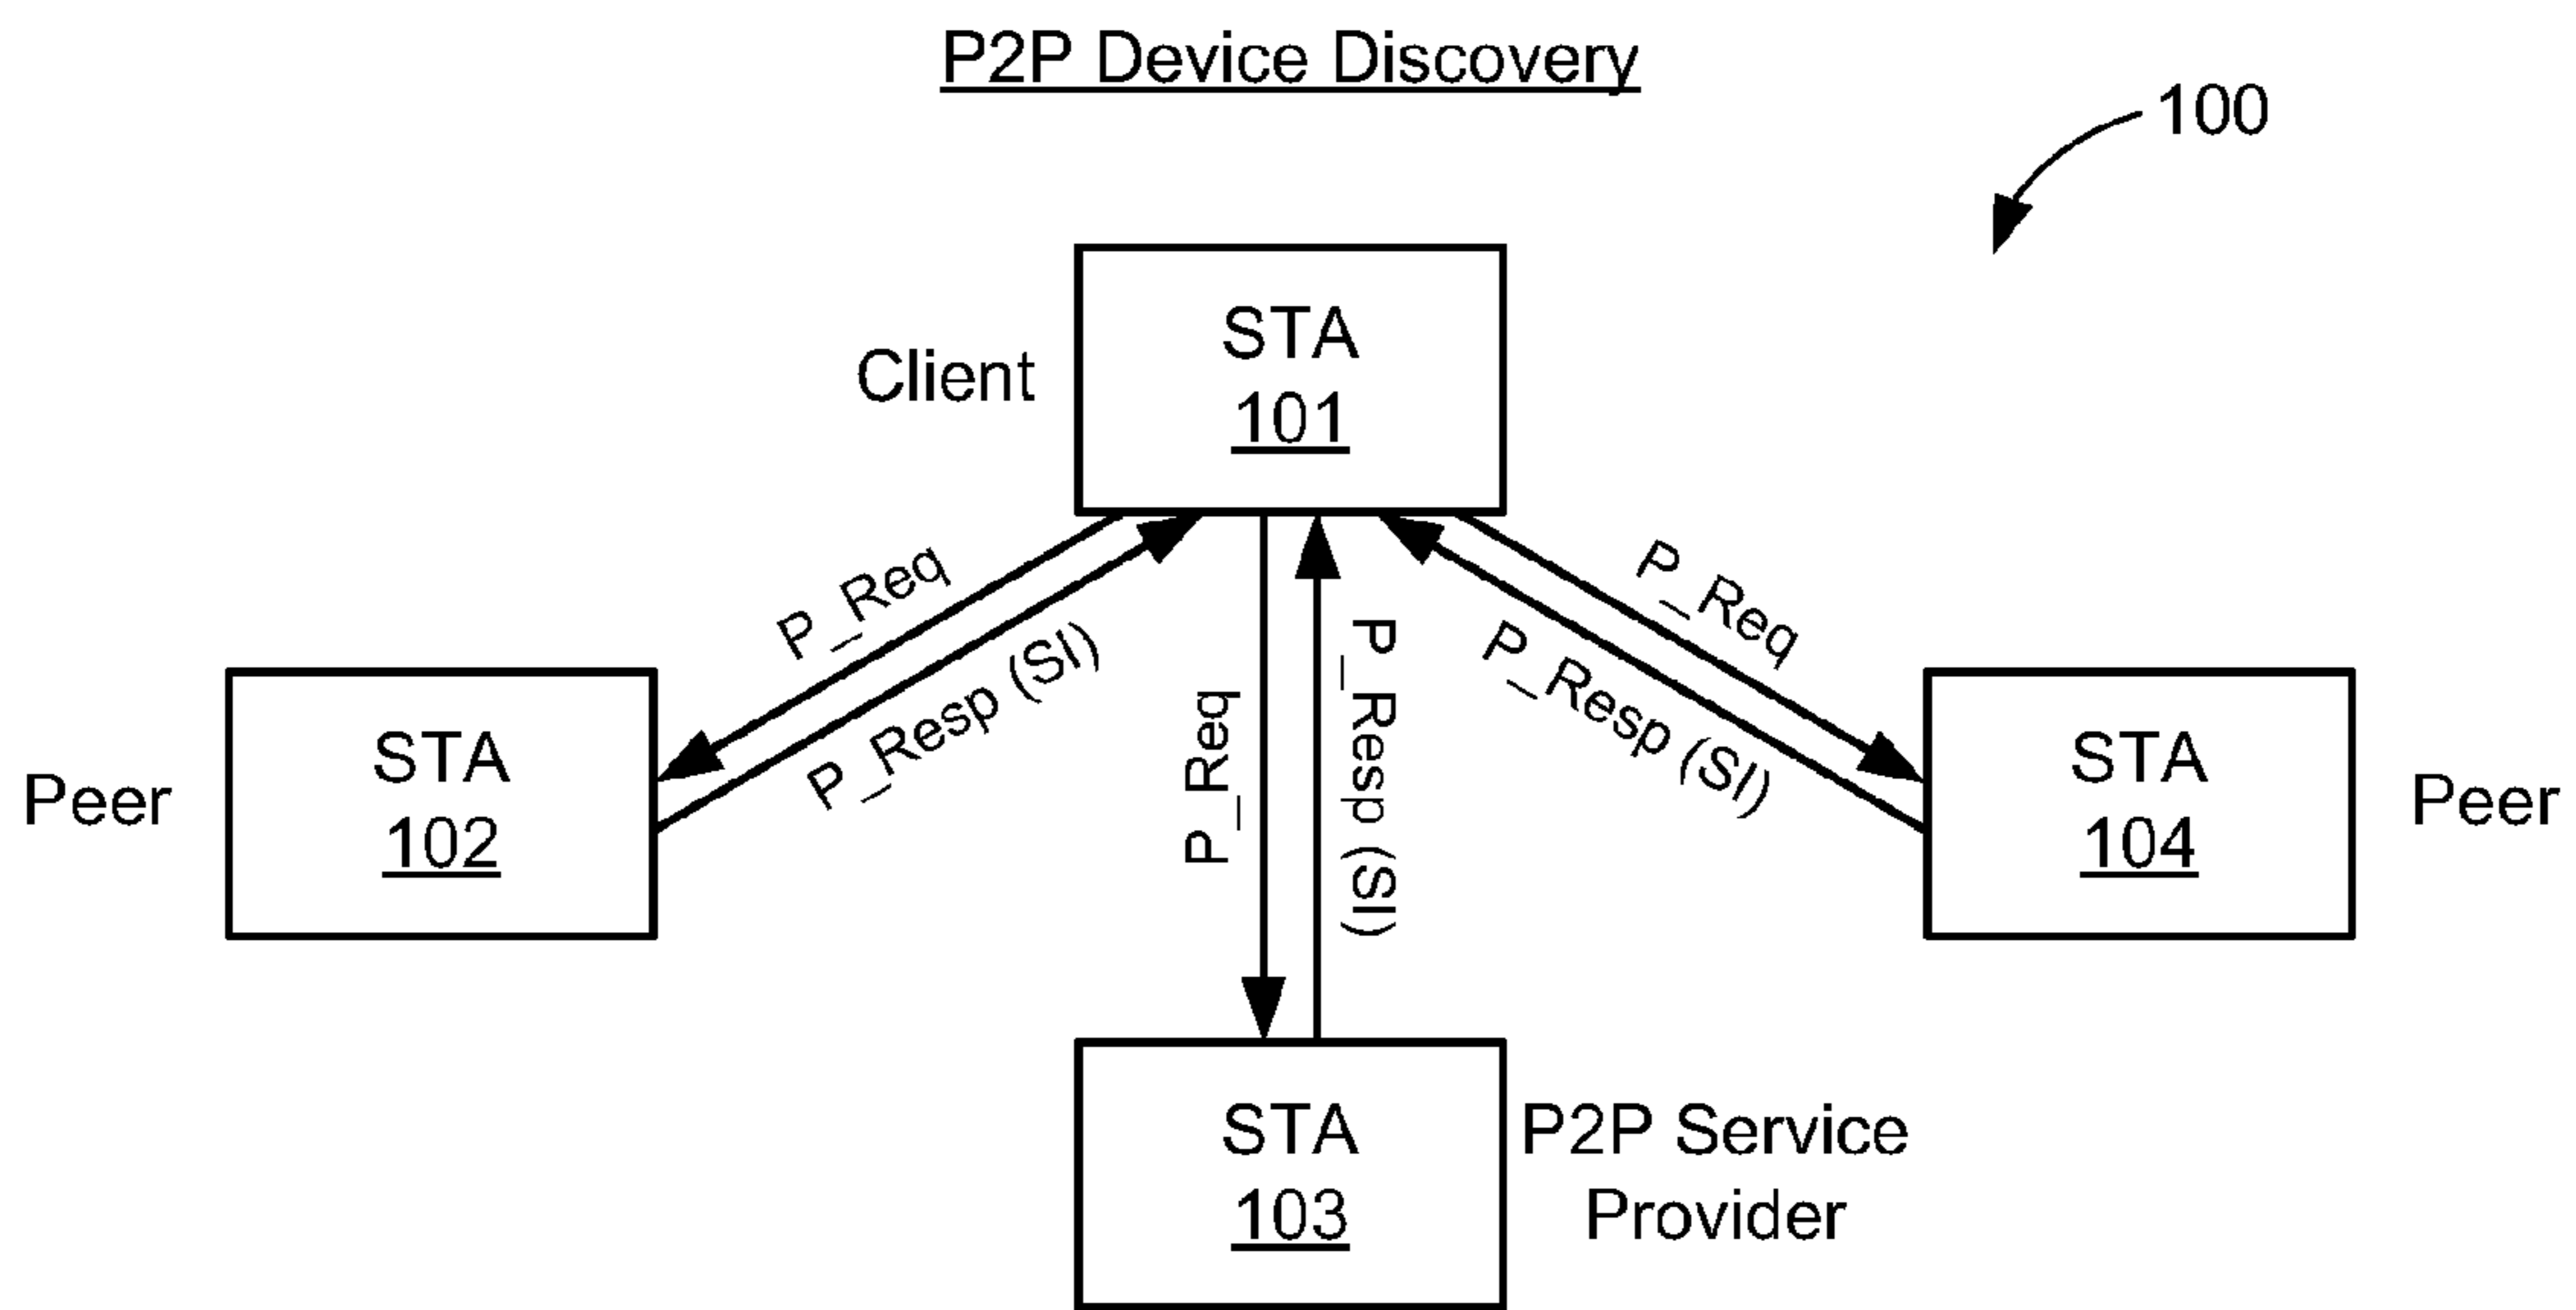 P2P Device Discovery
100
STA
101
Client
P_Req
P_Resp (SI)
P_Req
P_Resp (SI)
P_Req
P_Resp (SI)
STA
102
Peer
STA
104
Peer
STA
103
P2P Service
Provider